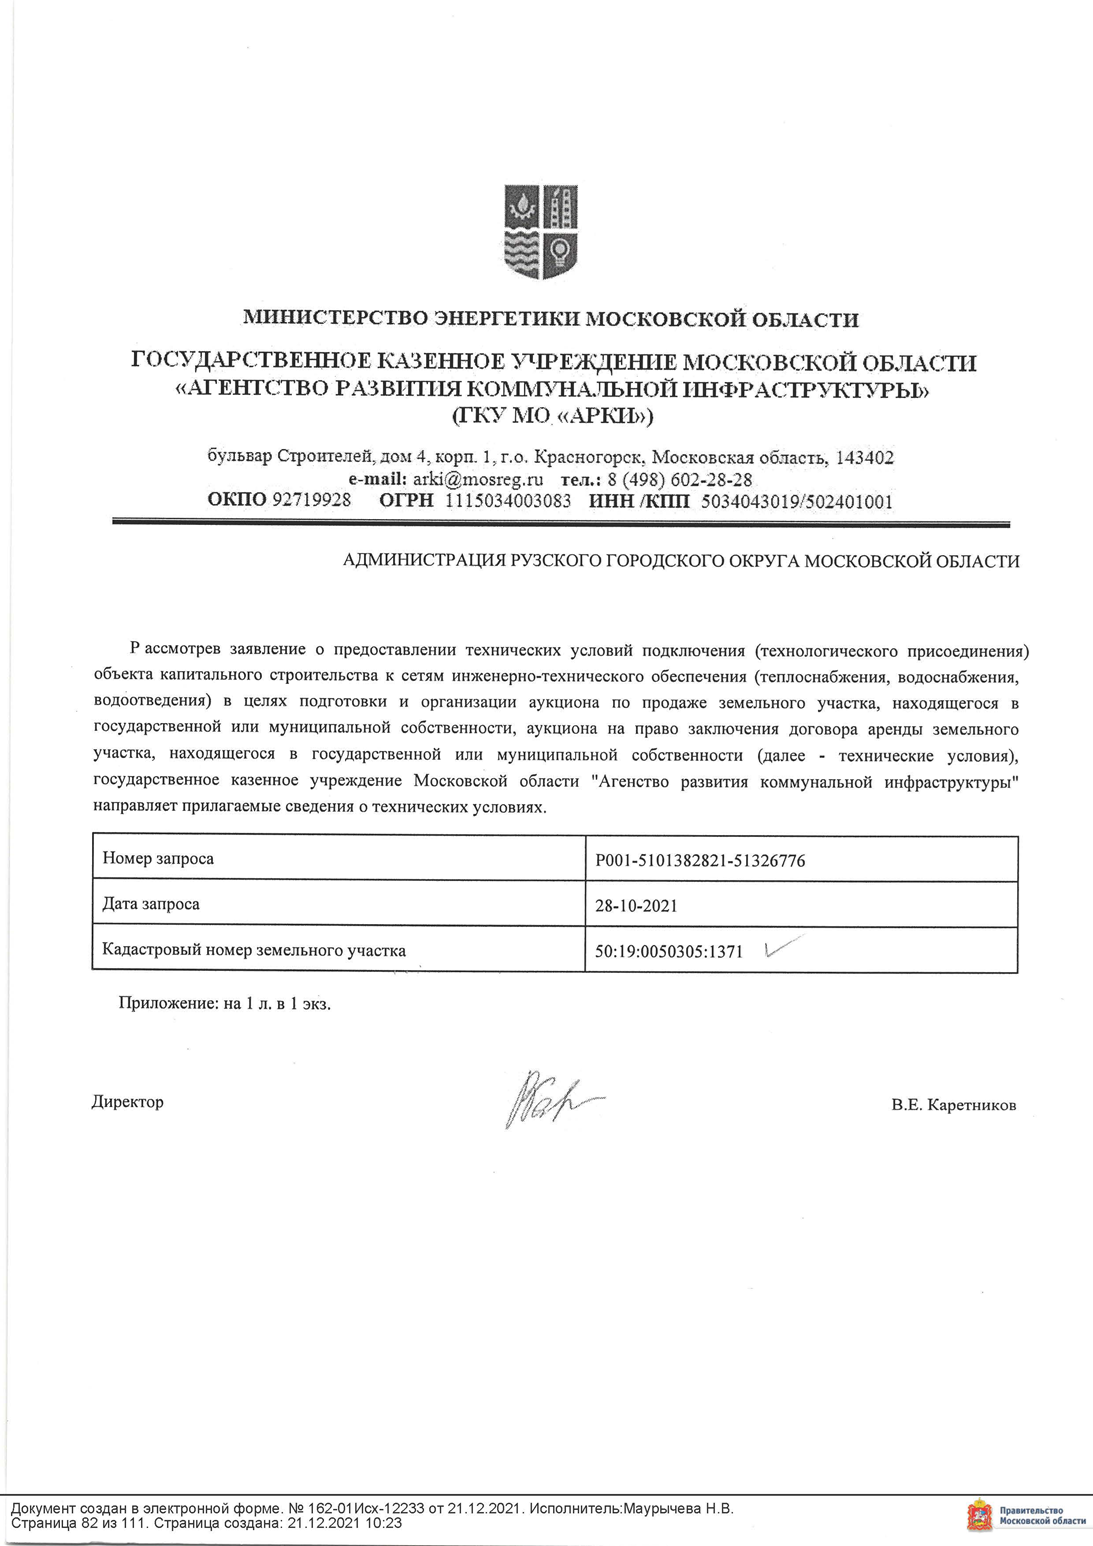 МИНИСТЕРСТВО ЭНЕРГЕТИКИ МОСКОВСКОЙ ОБЛАСТИ
ГОСУДАРСТВЕННОЕ КАЗЕННОЕ УЧРЕЖДЕНИЕ МОСКОВСКОЙ ОБЛАСТИ
«АГЕНТСТВО РАЗВИТИЯ КОММУНАЛЬНОЙ ИНФРАСТРУКТУРЫ»
(ГКУ МО «АРКИ»)
бульвар Строителей, дом 4, корп. 1, г.о. Красногорск, Московская область, 143402
e-mail: arki@mosreg.ru тел.: 8 (498) 602-28-28
ОКПО 92719928 ОГРН 1115034003083 ИНН /КПП 5034043019/502401001
АДМИНИСТРАЦИЯ РУЗСКОГО ГОРОДСКОГО ОКРУГА МОСКОВСКОЙ ОБЛАСТИ
Р ассмотрев заявление о предоставлении технических условий подключения (технологического присоединения)
объекта капитального строительства к сетям инженерно-технического обеспечения (теплоснабжения, водоснабжения,
водоотведения) в целях подготовки и организации аукциона по продаже земельного участка, находящегося в
государственной или муниципальной собственности, аукциона на право заключения договора аренды земельного
участка, находящегося в государственной или муниципальной собственности (далее - технические условия),
государственное казенное учреждение Московской области "Агенство развития коммунальной инфраструктуры"
направляет прилагаемые сведения о технических условиях.
Номер запроса P001-5101382821-51326776
Дата запроса 28-10-2021
Кадастровый номер земельного участка 50:19:0050305:1371
Приложение: на 1 л. в 1 экз.
Директор В.Е. Каретников
Документ создан в электронной форме. № 162-01Исх-12233 от 21.12.2021. Исполнитель:Маурычева Н.В.
Страница 82 из 111. Страница создана: 21.12.2021 10:23
Правительство
Московской области